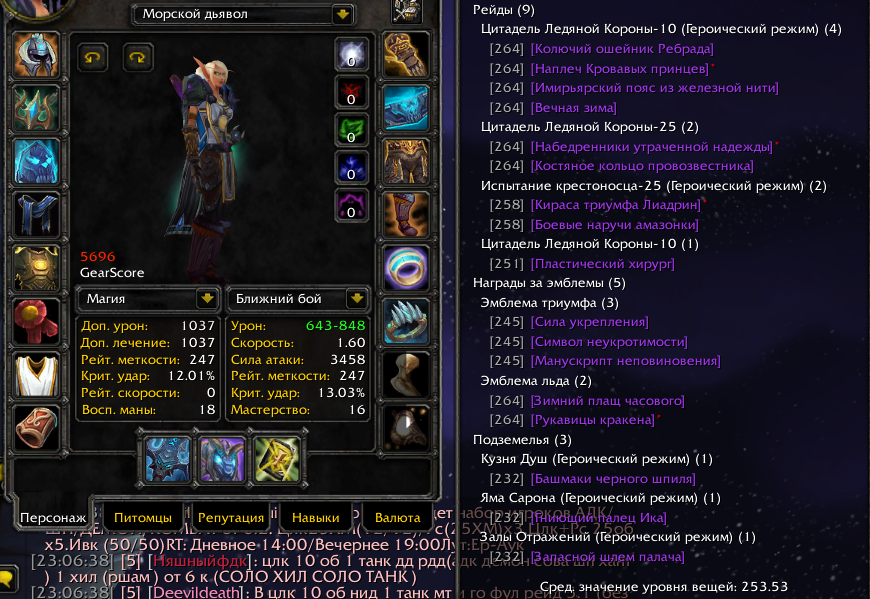 Морской дьявол
0
0
0
0
0
5696
GearScore
Магия
Ближний бой
Доп. урон: 1037
Доп. лечение: 1037
Рейт. меткости: 247
Крит. удар: 12.01%
Рейт. скорости: 0
Восп. маны: 18
Урон: 643-848
Скорость: 1.60
Сила атаки: 3458
Рейт. меткости: 247
Крит. удар: 13.03%
Мастерство: 16
Персонаж
Питомцы
Репутация
Навыки
Валюта
Рейды (9)
Цитадель Ледяной Короны-10 (Героический режим) (4)
[264] [Колючий ошейник Ребрада]
[264] [Наплеч Кровавых принцев]*
[264] [Имирьярский пояс из железной нити]
[264] [Вечная зима]
Цитадель Ледяной Короны-25 (2)
[264] [Набедренники утраченной надежды]*
[264] [Костяное кольцо провозвестника]
Испытание крестоносца-25 (Героический режим) (2)
[258] [Кираса триумфа Лиадрин]*
[258] [Боевые наручи амазонки]
Цитадель Ледяной Короны-10 (1)
[251] [Пластический хирург]
Награды за эмблемы (5)
Эмблема триумфа (3)
[245] [Сила укрепления]
[245] [Символ неукротимости]
[245] [Манускрипт неповиновения]
Эмблема льда (2)
[264] [Зимний плащ часового]
[264] [Рукавицы кракена]*
Подземелья (3)
Кузня Душ (Героический режим) (1)
[232] [Башмаки черного шпиля]
Яма Сарона (Героический режим) (1)
[232] [Гниющий палец Ика]
Залы Отражений (Героический режим) (1)
[232] [Запасной шлем палача]
Сред. значение уровня вещей: 253.53
x5.Ивк (50/50)RT: Дневное 14:00/Вечернее 19:00
[23:06:38] [5] [Няшныйфдк]: цлк 10 об 1 танк дд рдд
) 1 хил (ршам ) от 6 к (СОЛО ХИЛ СОЛО ТАНК )
[23:06:38] [5] [Deevildeath]: В цлк 10 об нид 1 танк мт